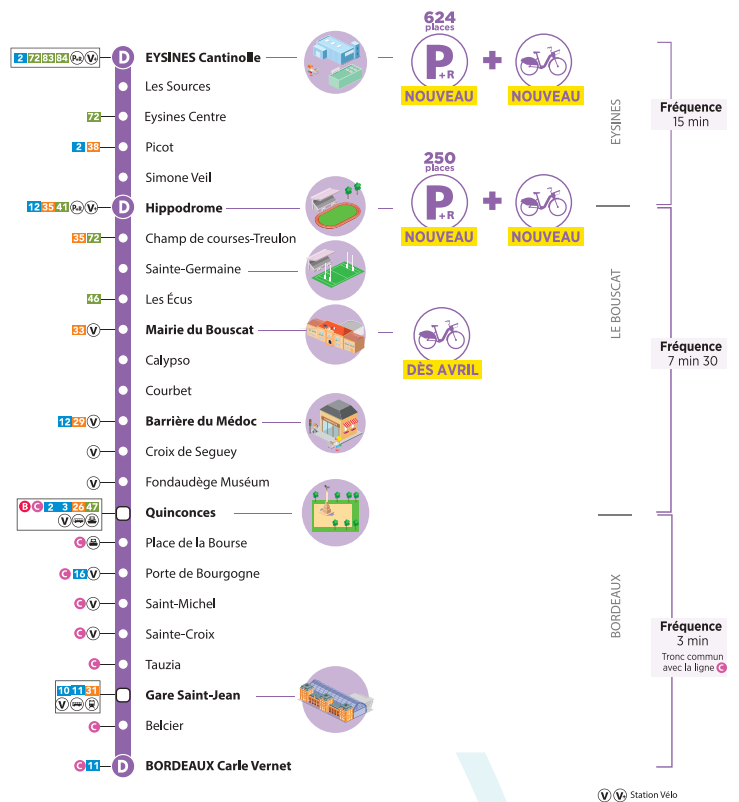 624
places
P
+R
NOUVEAU
+
NOUVEAU
2 72 83 84 P+R V+
D
EYSINES Cantinolle
Les Sources
72
Eysines Centre
2 38
Picot
Simone Veil
EYSINES
Fréquence
15 min
250
places
P
+R
NOUVEAU
+
NOUVEAU
12 35 41 P+R V+
D
Hippodrome
35 72
Champ de courses-Treulon
Sainte-Germaine
46
Les Écus
33 V
Mairie du Bouscat
DÈS AVRIL
Calypso
Courbet
12 29 V
Barrière du Médoc
V
Croix de Seguey
V
Fondaudège Muséum
LE BOUSCAT
Fréquence
7 min 30
B C 2 3 26 47
V
Quinconces
C
Place de la Bourse
C 16 V
Porte de Bourgogne
C V
Saint-Michel
C V
Sainte-Croix
C
Tauzia
10 11 31
V
Gare Saint-Jean
C
Belcier
C 11
D
BORDEAUX Carle Vernet
BORDEAUX
Fréquence
3 min
Tronc commun
avec la ligne C
V V+ Station Vélo